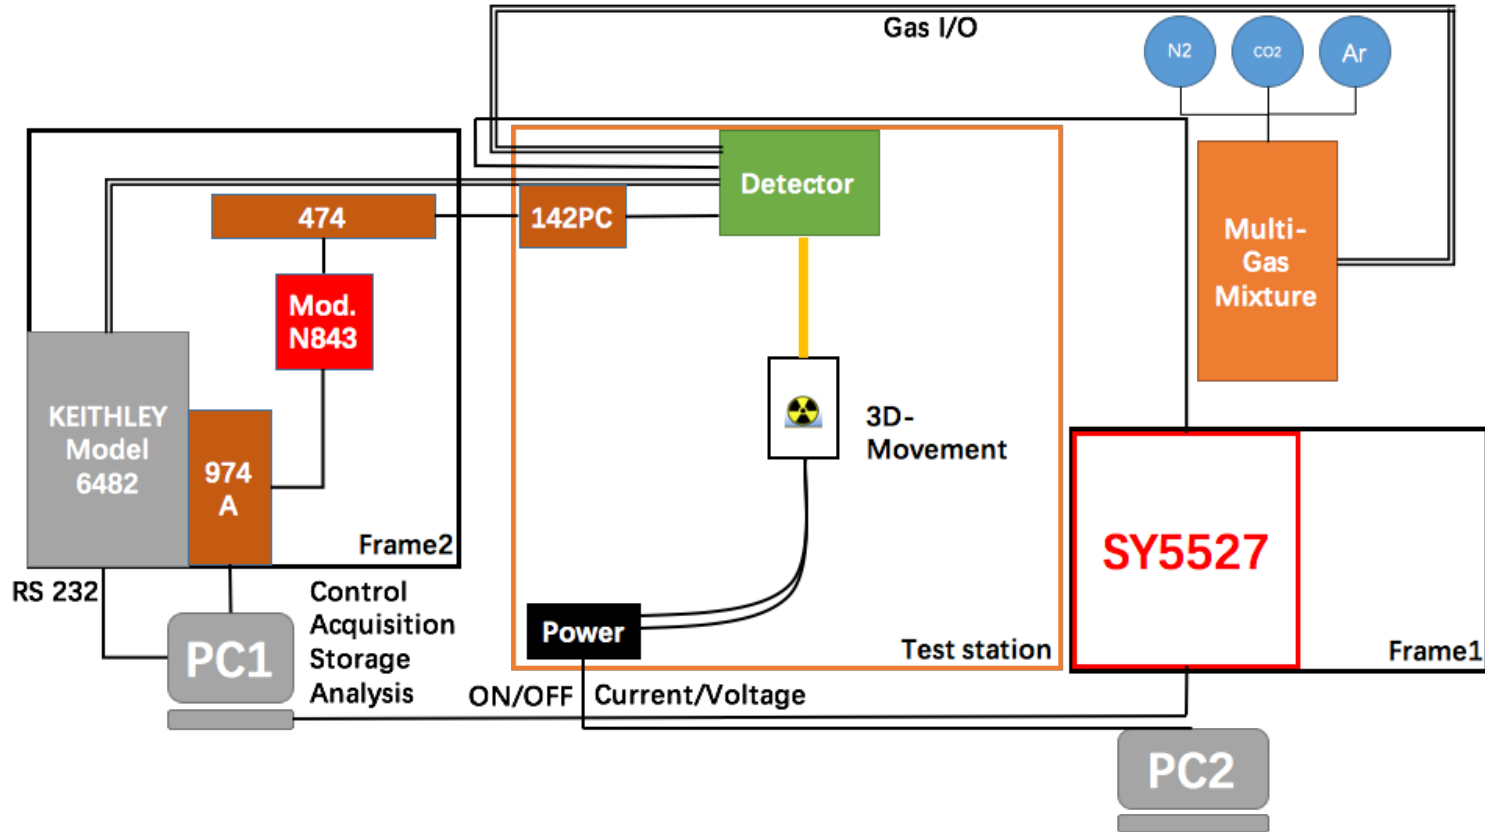 Gas I/O
N2
CO2
Ar
Detector
474
142PC
Multi-
Gas
Mixture
Mod.
N843
KEITHLEY
Model
6482
974
A
3D-
Movement
Frame2
SY5527
RS 232
Control
Acquisition
Storage
Analysis
PC1
Power
Test station
Frame1
ON/OFF
Current/Voltage
PC2